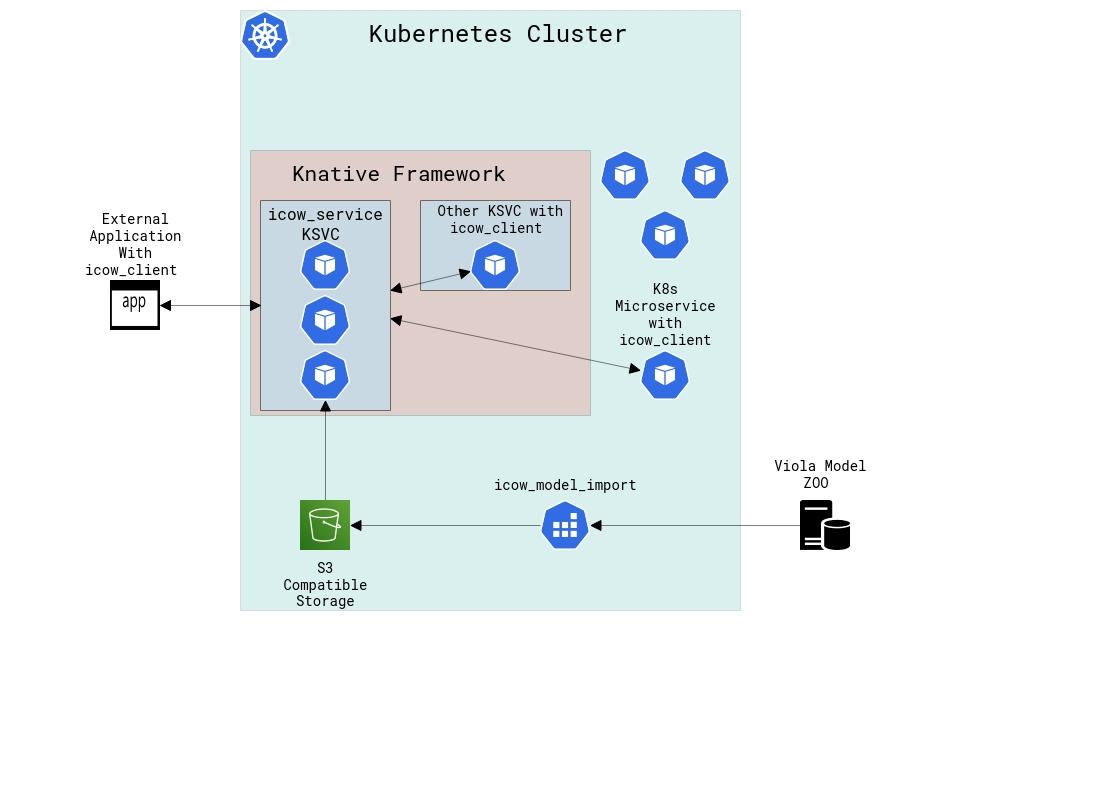 Kubernetes Cluster
Knative Framework
icow_service
KSVC
Other KSVC with
icow_client
External
Application
With
icow_client
app
K8s
Microservice
with
icow_client
Viola Model
ZOO
icow_model_import
S3
Compatible
Storage